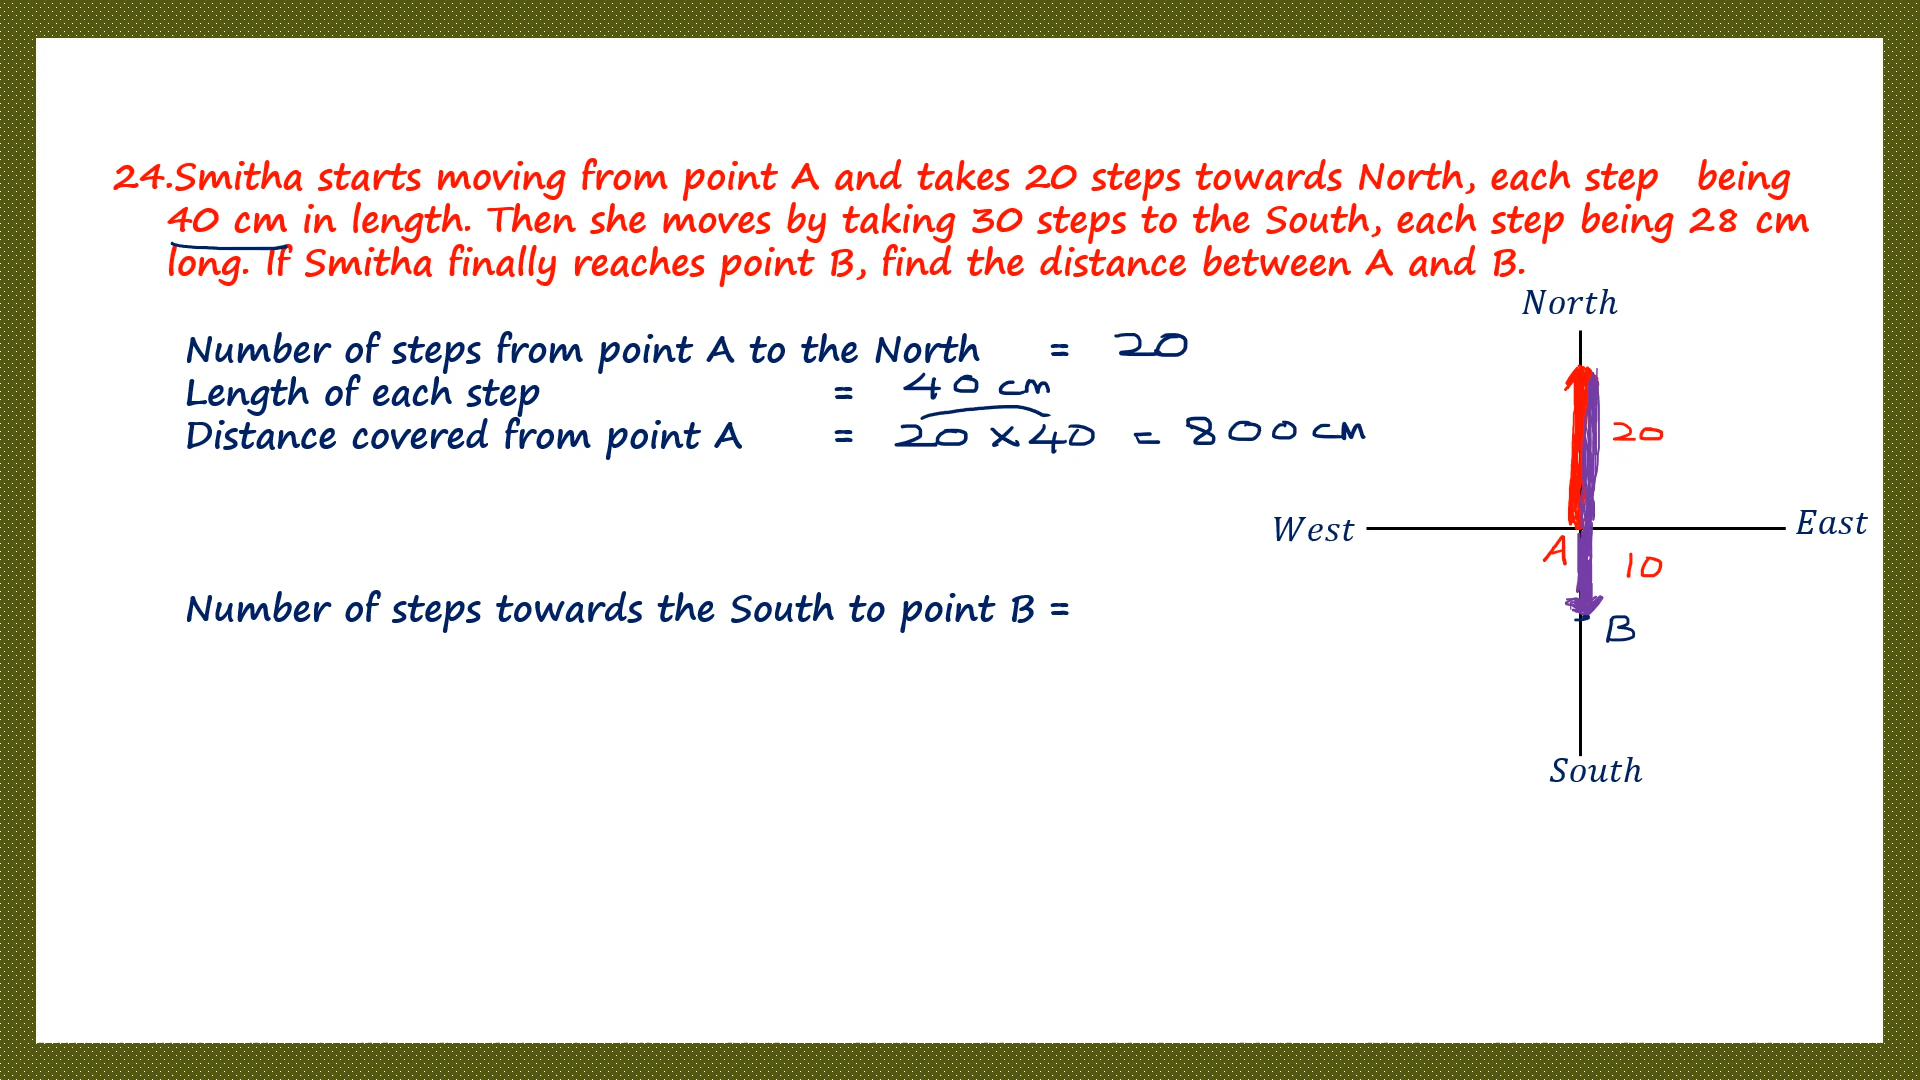 24.Smitha starts moving from point A and takes 20 steps towards North, each step being
40 cm in length. Then she moves by taking 30 steps to the South, each step being 28 cm
long. If Smitha finally reaches point B, find the distance between A and B.
North
Number of steps from point A to the North = 20
Length of each step = 40 cm
Distance covered from point A = 20 × 40 = 800 cm
20
West
East
A
10
Number of steps towards the South to point B =
B
South